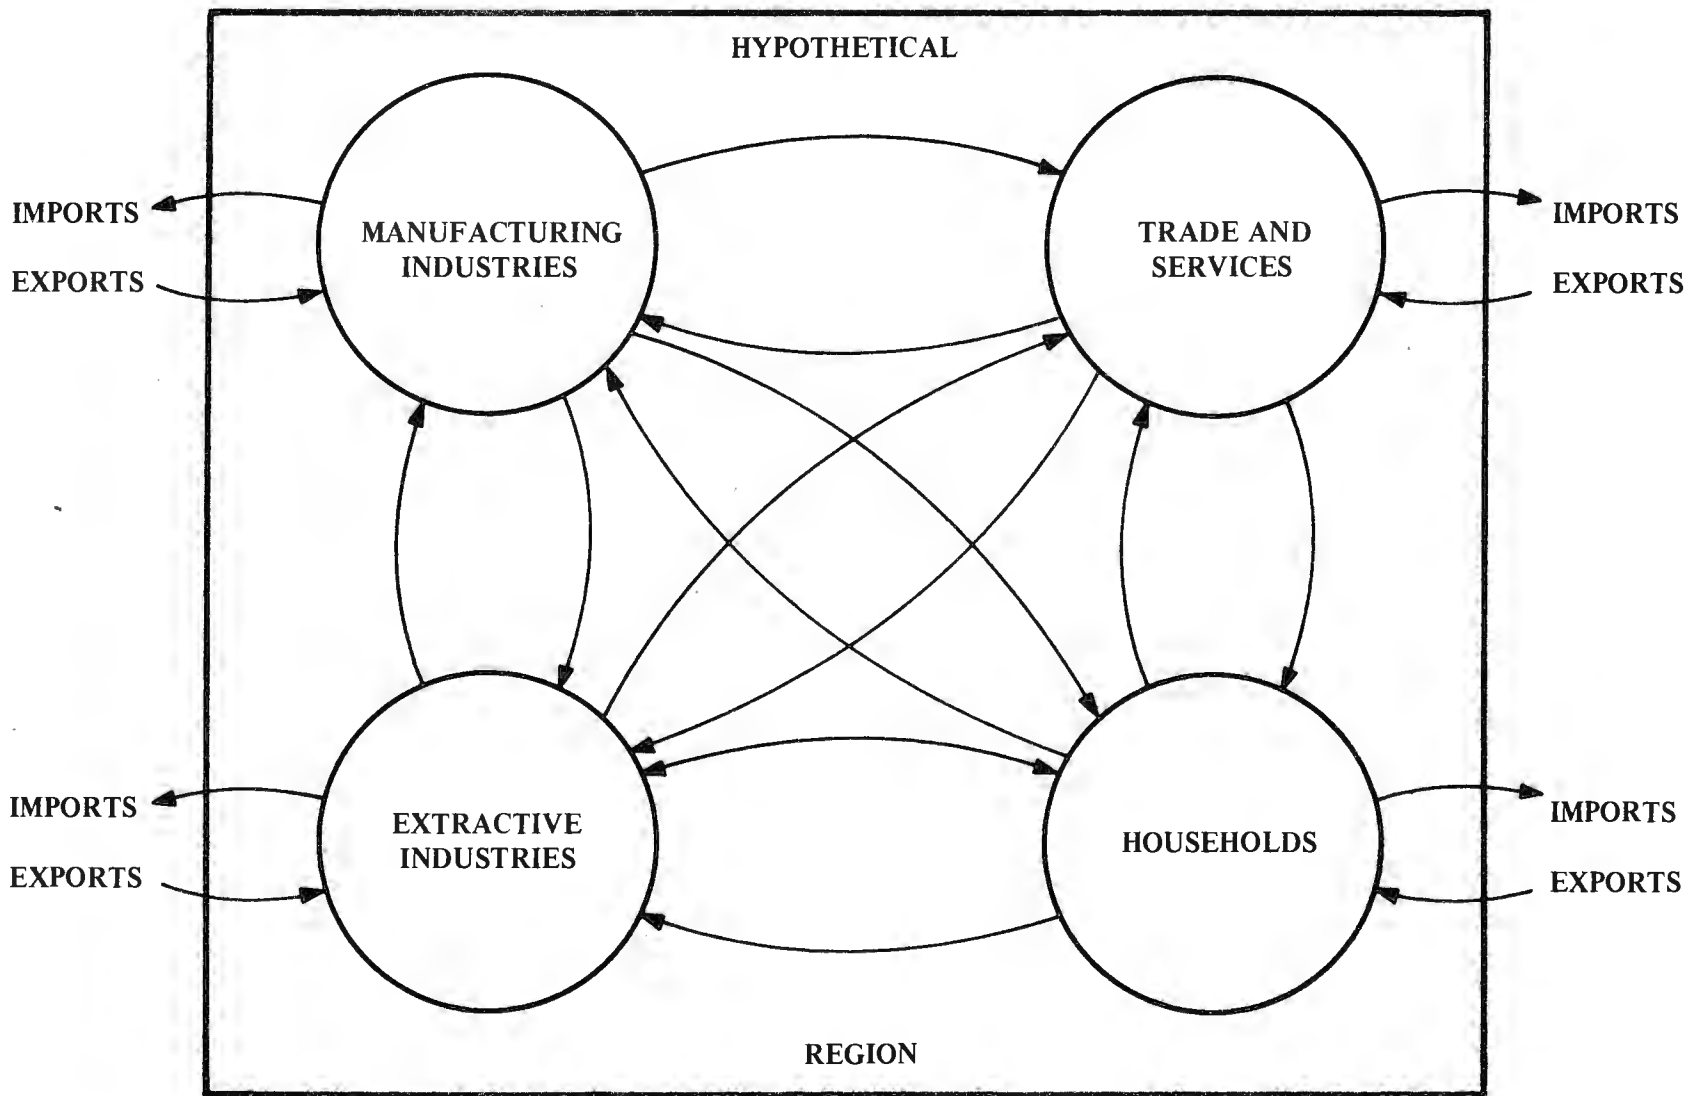 HYPOTHETICAL
IMPORTS
EXPORTS
MANUFACTURING
INDUSTRIES
TRADE AND
SERVICES
IMPORTS
EXPORTS
IMPORTS
EXPORTS
EXTRACTIVE
INDUSTRIES
HOUSEHOLDS
IMPORTS
EXPORTS
REGION